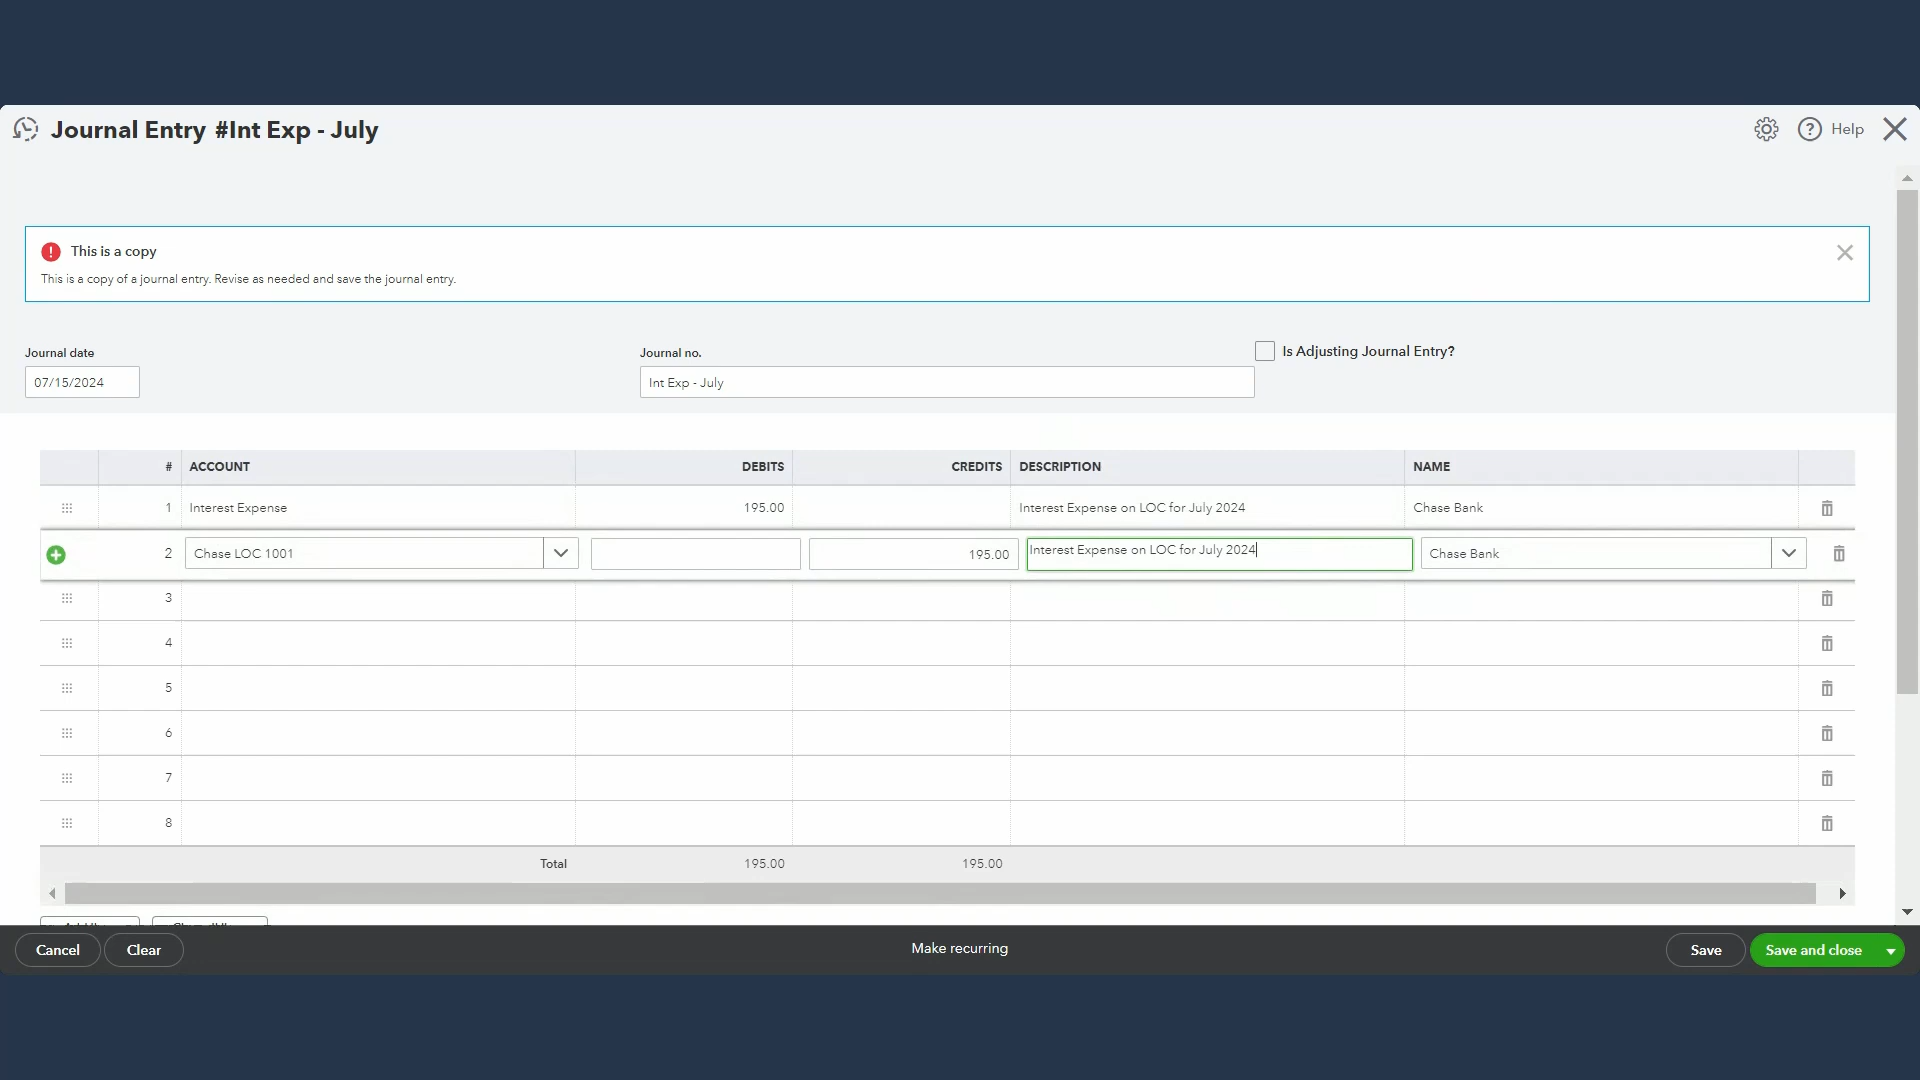 Journal Entry #Int Exp - July
Help
This is a copy
This is a copy of a journal entry. Revise as needed and save the journal entry.
Journal date
07/15/2024
Journal no.
Int Exp - July
Is Adjusting Journal Entry?
# ACCOUNT DEBITS CREDITS DESCRIPTION NAME
1 Interest Expense 195.00 Interest Expense on LOC for July 2024 Chase Bank
2 Chase LOC 1001 195.00 Interest Expense on LOC for July 2024 Chase Bank
3
4
5
6
7
8
Total 195.00 195.00
Cancel Clear Make recurring Save Save and close